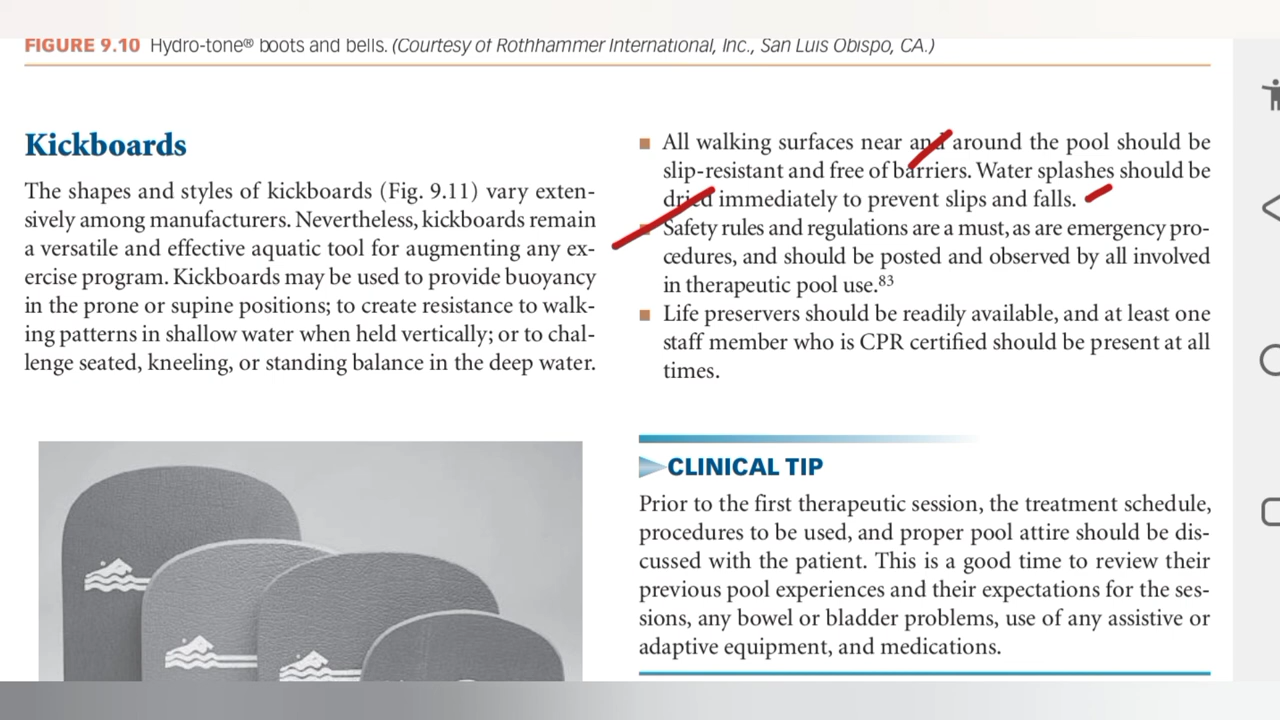 FIGURE 9.10 Hydro-tone® boots and bells. (Courtesy of Rothhammer International, Inc., San Luis Obispo, CA.)
Kickboards
The shapes and styles of kickboards (Fig. 9.11) vary exten-
sively among manufacturers. Nevertheless, kickboards remain
a versatile and effective aquatic tool for augmenting any ex-
ercise program. Kickboards may be used to provide buoyancy
in the prone or supine positions; to create resistance to walk-
ing patterns in shallow water when held vertically; or to chal-
lenge seated, kneeling, or standing balance in the deep water.
■ All walking surfaces near and around the pool should be
slip-resistant and free of barriers. Water splashes should be
dried immediately to prevent slips and falls.
■ Safety rules and regulations are a must, as are emergency pro-
cedures, and should be posted and observed by all involved
in therapeutic pool use.83
■ Life preservers should be readily available, and at least one
staff member who is CPR certified should be present at all
times.
CLINICAL TIP
Prior to the first therapeutic session, the treatment schedule,
procedures to be used, and proper pool attire should be dis-
cussed with the patient. This is a good time to review their
previous pool experiences and their expectations for the ses-
sions, any bowel or bladder problems, use of any assistive or
adaptive equipment, and medications.